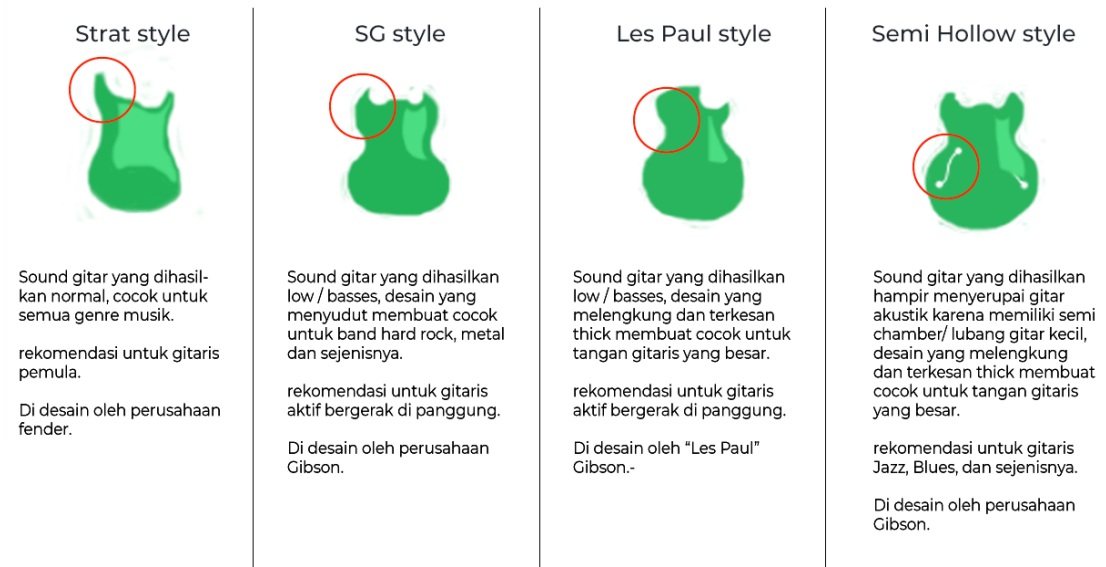 Strat style
Sound gitar yang dihasil-
kan normal, cocok untuk
semua genre musik.
rekomendasi untuk gitaris
pemula.
Di desain oleh perusahaan
fender.
SG style
Sound gitar yang dihasilkan
low / basses, desain yang
menyudut membuat cocok
untuk band hard rock, metal
dan sejenisnya.
rekomendasi untuk gitaris
aktif bergerak di panggung.
Di desain oleh perusahaan
Gibson.
Les Paul style
Sound gitar yang dihasilkan
low / basses, desain yang
melengkung dan terkesan
thick membuat cocok untuk
tangan gitaris yang besar.
rekomendasi untuk gitaris
aktif bergerak di panggung.
Di desain oleh “Les Paul”
Gibson.-
Semi Hollow style
Sound gitar yang dihasilkan
hampir menyerupai gitar
akustik karena memiliki semi
chamber/ lubang gitar kecil,
desain yang melengkung
dan terkesan thick membuat
cocok untuk tangan gitaris
yang besar.
rekomendasi untuk gitaris
Jazz, Blues, dan sejenisnya.
Di desain oleh perusahaan
Gibson.